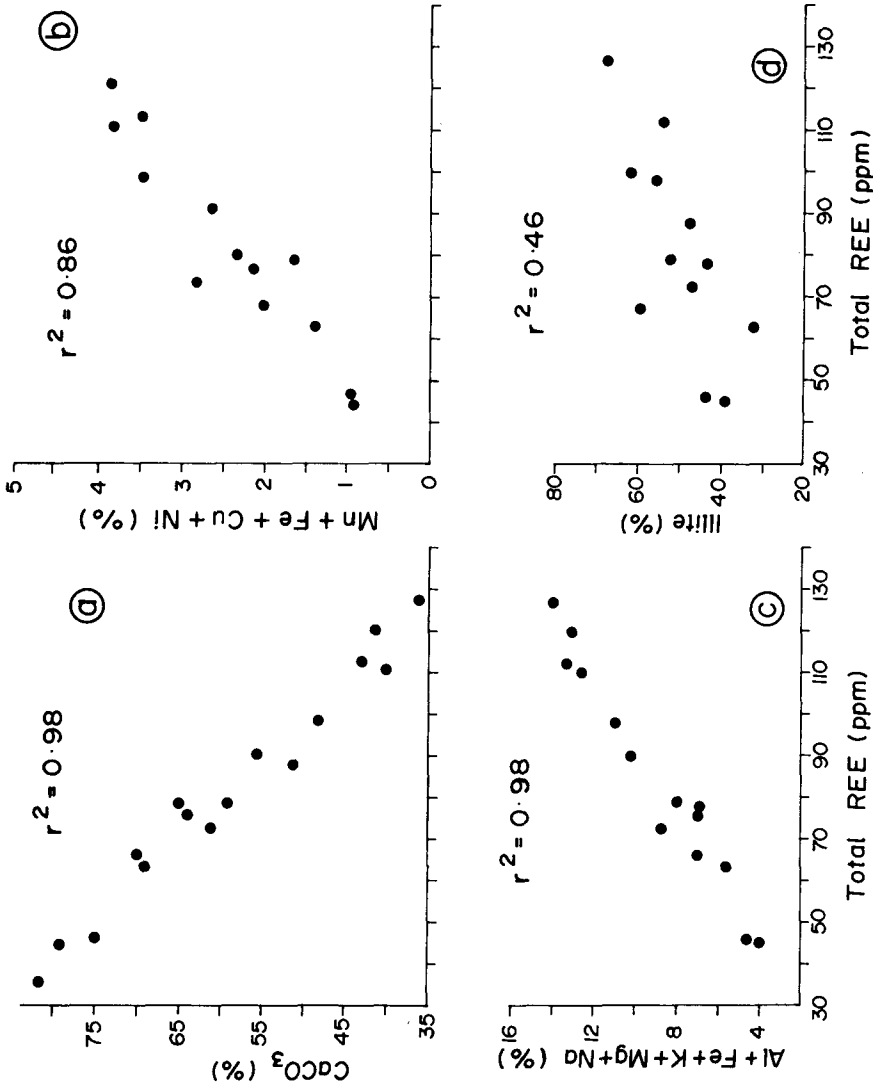 a
r² = 0·98
CaCO₃ (%)
75
65
55
45
35
b
r² = 0·86
Mn + Fe + Cu + Ni (%)
5
4
3
2
1
0
c
r² = 0·98
Al + Fe + K + Mg + Na (%)
16
12
8
4
30
50
70
90
110
130
Total REE (ppm)
d
r² = 0·46
Illite (%)
80
60
40
20
30
50
70
90
110
130
Total REE (ppm)